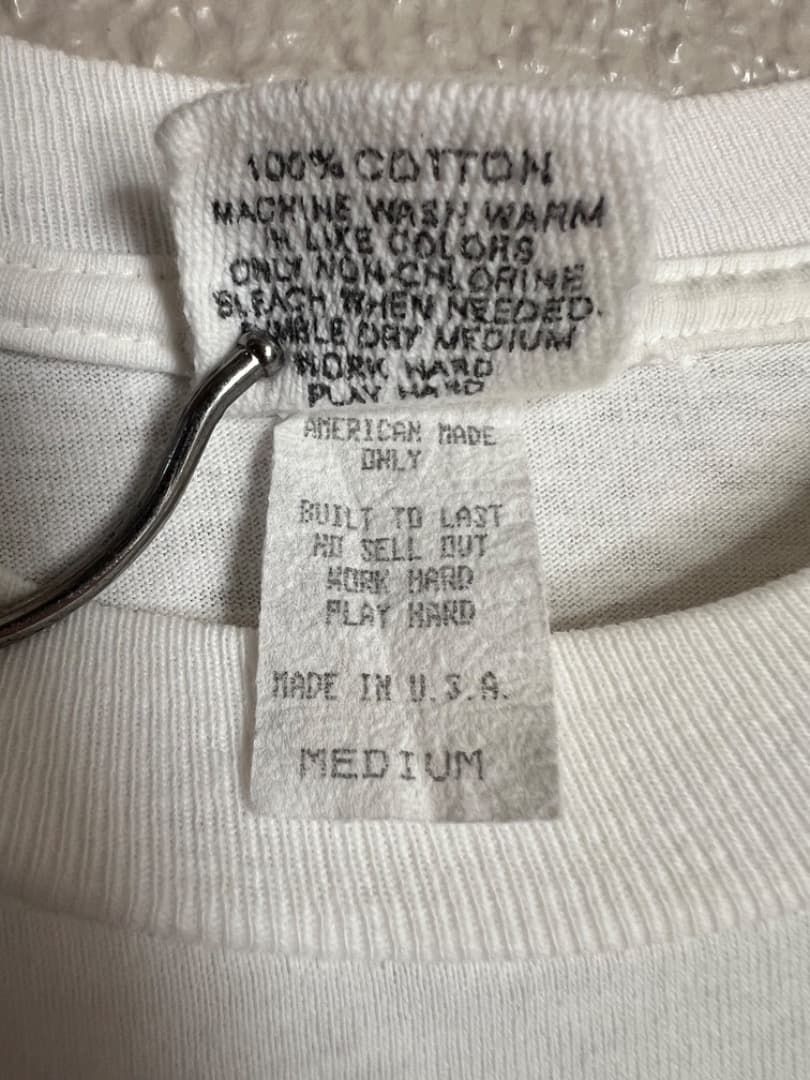 100% COTTON
MACHINE WASH WARM
IN LIKE COLORS
ONLY NON-CHLORINE
BLEACH WHEN NEEDED.
TUMBLE DRY MEDIUM
WORK HARD
PLAY HARD
AMERICAN MADE
ONLY
BUILT TO LAST
NO SELL OUT
WORK HARD
PLAY HARD
MADE IN U.S.A.
MEDIUM